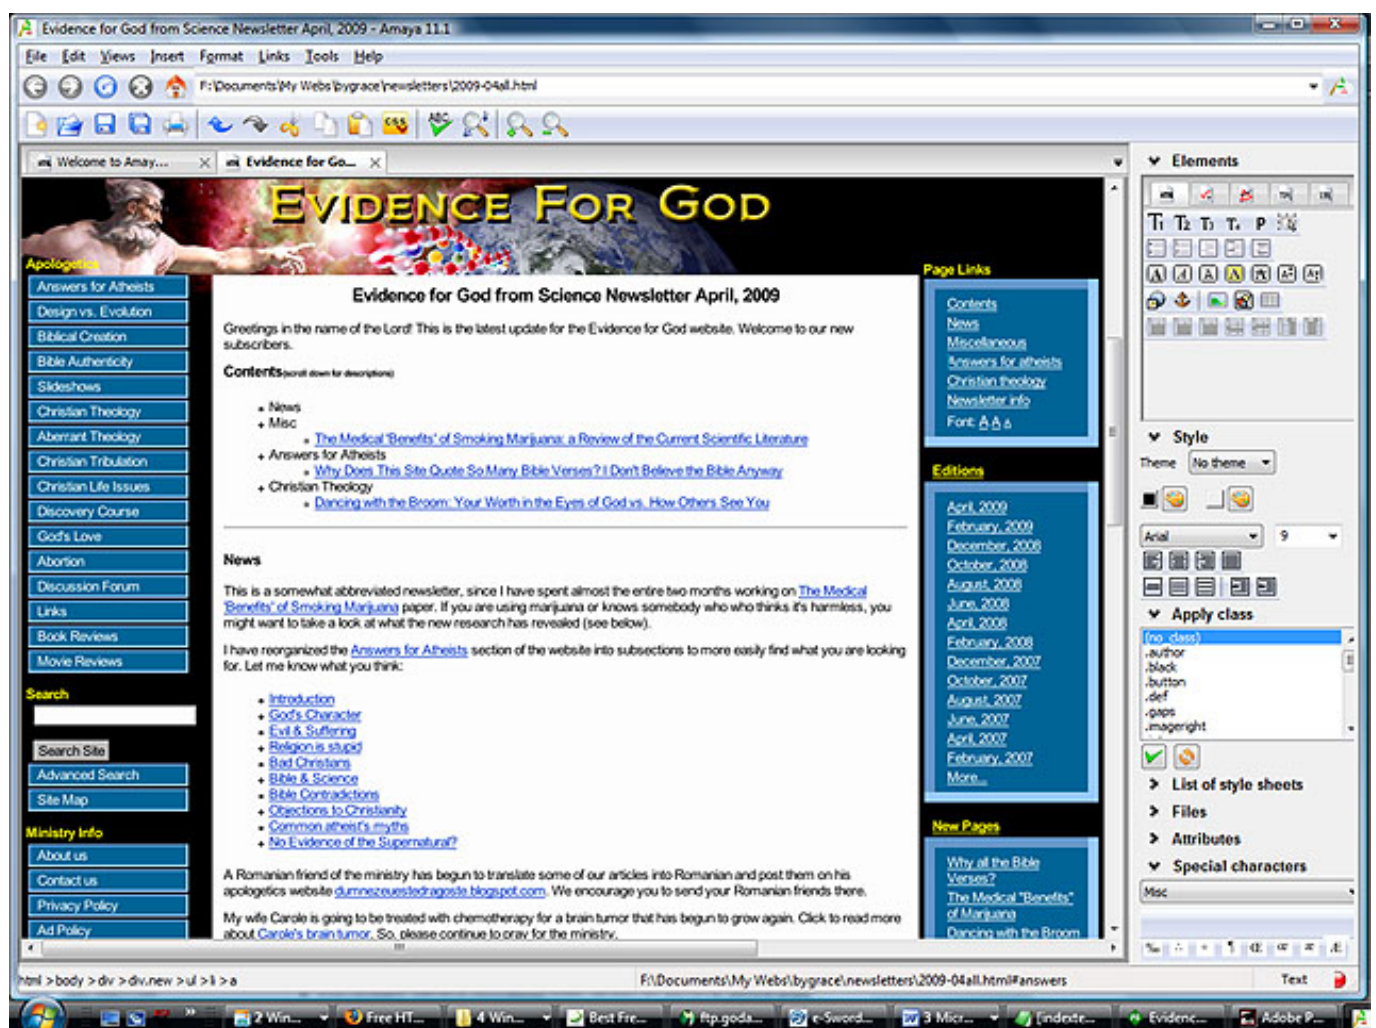 Evidence for God from Science Newsletter April, 2009 - Amaya 11.1
File Edit Views Insert Format Links Tools Help
F:\Documents\My Webs\bygrace\newsletters\2009-04all.html
Welcome to Amay...
Evidence for Go...
EVIDENCE FOR GOD
Apologetics
Answers for Atheists
Design vs. Evolution
Biblical Creation
Bible Authenticity
Slideshows
Christian Theology
Aberrant Theology
Christian Tribulation
Christian Life Issues
Discovery Course
God's Love
Abortion
Discussion Forum
Links
Book Reviews
Movie Reviews
Search
Search Site
Advanced Search
Site Map
Ministry Info
About us
Contact us
Privacy Policy
Ad Policy
Evidence for God from Science Newsletter April, 2009
Greetings in the name of the Lord! This is the latest update for the Evidence for God website. Welcome to our new
subscribers.
Contents(scroll down for descriptions)
News
Misc
The Medical 'Benefits' of Smoking Marijuana: a Review of the Current Scientific Literature
Answers for Atheists
Why Does This Site Quote So Many Bible Verses? I Don't Believe the Bible Anyway
Christian Theology
Dancing with the Broom: Your Worth in the Eyes of God vs. How Others See You
News
This is a somewhat abbreviated newsletter, since I have spent almost the entire two months working on The Medical
'Benefits' of Smoking Marijuana paper. If you are using marijuana or knows somebody who who thinks it's harmless, you
might want to take a look at what the new research has revealed (see below).
I have reorganized the Answers for Atheists section of the website into subsections to more easily find what you are looking
for. Let me know what you think:
Introduction
God's Character
Evil & Suffering
Religion is stupid
Bad Christians
Bible & Science
Bible Contradictions
Objections to Christianity
Common atheist's myths
No Evidence of the Supernatural?
A Romanian friend of the ministry has begun to translate some of our articles into Romanian and post them on his
apologetics website dumnezeuestedragoste.blogspot.com. We encourage you to send your Romanian friends there.
My wife Carole is going to be treated with chemotherapy for a brain tumor that has begun to grow again. Click to read more
about Carole's brain tumor. So, please continue to pray for the ministry.
Page Links
Contents
News
Miscellaneous
Answers for atheists
Christian theology
Newsletter info
Font: A A A
Editions
April, 2009
February, 2009
December, 2008
October, 2008
August, 2008
June, 2008
April, 2008
February, 2008
December, 2007
October, 2007
August, 2007
June, 2007
April, 2007
February, 2007
More...
New Pages
Why all the Bible
Verses?
The Medical "Benefits"
of Marijuana
Dancing with the Broom
Elements
Style
Theme No theme
Arial 9
Apply class
(no_class)
.author
.black
.button
.def
.gaps
.imageright
List of style sheets
Files
Attributes
Special characters
Misc
html > body > div > div.new > ul > li > a
F:\Documents\My Webs\bygrace\newsletters\2009-04all.html#answers
Text
2 Win...
Free HT...
4 Win...
Best Fre...
ftp.goda...
e-Sword...
3 Micr...
[indexte...
Evidenc...
Adobe P...